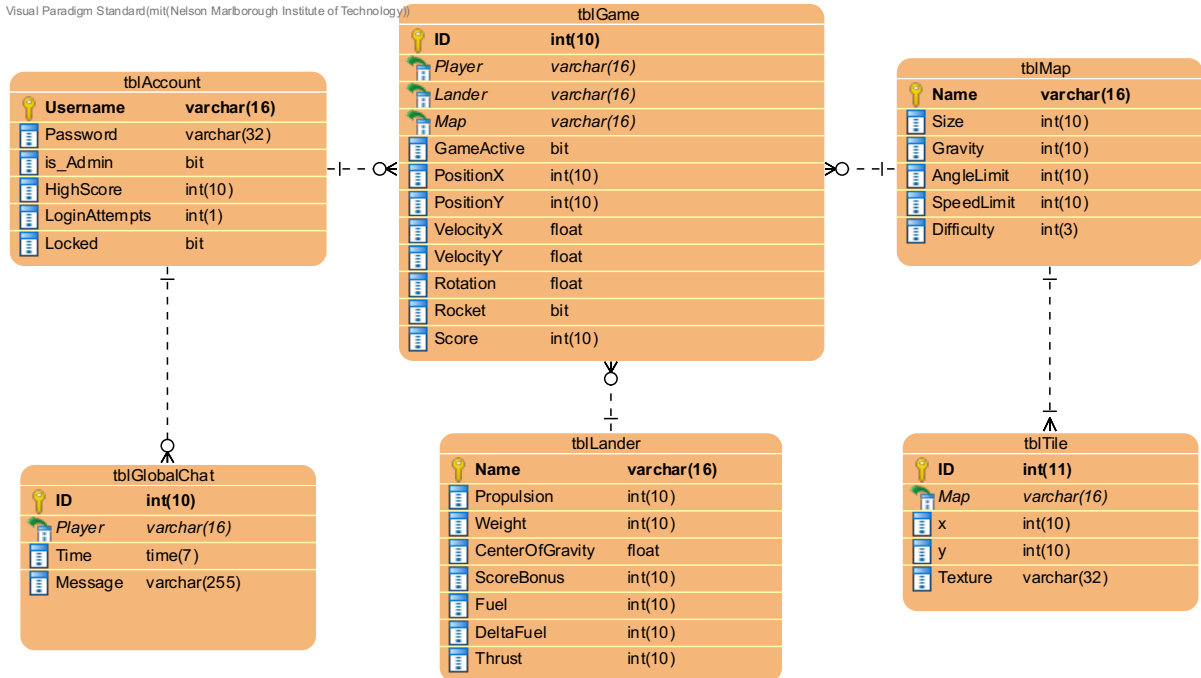 Visual Paradigm Standard(mit(Nelson Marlborough Institute of Technology))
tblGame
ID int(10)
Player varchar(16)
Lander varchar(16)
Map varchar(16)
GameActive bit
PositionX int(10)
PositionY int(10)
VelocityX float
VelocityY float
Rotation float
Rocket bit
Score int(10)
tblAccount
Username varchar(16)
Password varchar(32)
is_Admin bit
HighScore int(10)
LoginAttempts int(1)
Locked bit
tblMap
Name varchar(16)
Size int(10)
Gravity int(10)
AngleLimit int(10)
SpeedLimit int(10)
Difficulty int(3)
tblGlobalChat
ID int(10)
Player varchar(16)
Time time(7)
Message varchar(255)
tblLander
Name varchar(16)
Propulsion int(10)
Weight int(10)
CenterOfGravity float
ScoreBonus int(10)
Fuel int(10)
DeltaFuel int(10)
Thrust int(10)
tblTile
ID int(11)
Map varchar(16)
x int(10)
y int(10)
Texture varchar(32)